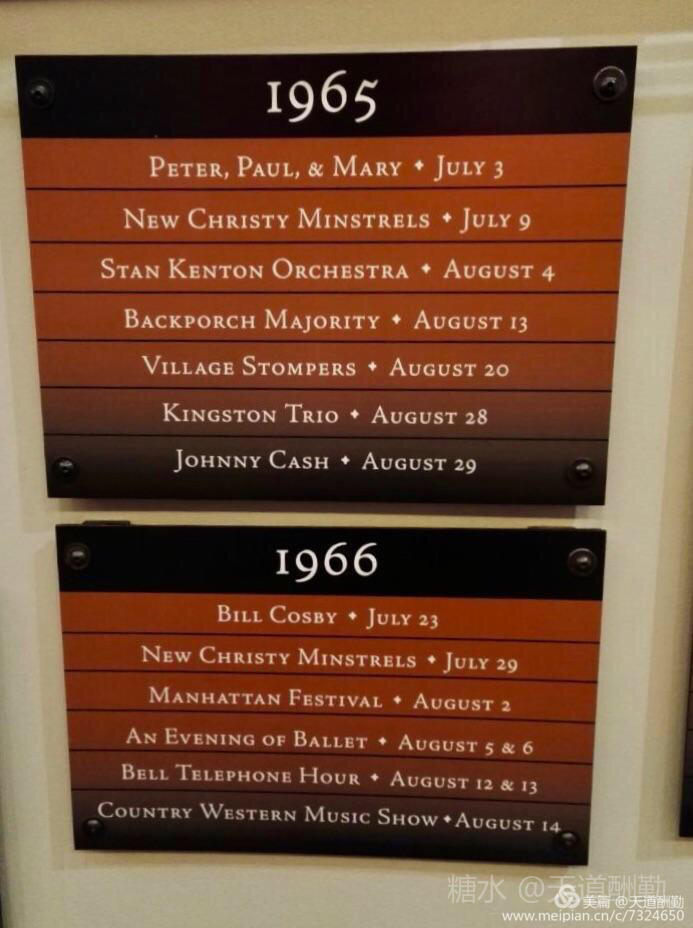 1965
Peter, Paul, & Mary ✦ July 3
New Christy Minstrels ✦ July 9
Stan Kenton Orchestra ✦ August 4
Backporch Majority ✦ August 13
Village Stompers ✦ August 20
Kingston Trio ✦ August 28
Johnny Cash ✦ August 29
1966
Bill Cosby ✦ July 23
New Christy Minstrels ✦ July 29
Manhattan Festival ✦ August 2
An Evening of Ballet ✦ August 5 & 6
Bell Telephone Hour ✦ August 12 & 13
Country Western Music Show ✦ August 14
糖水 @天道酬勤
美篇 @天道酬勤
www.meipian.cn/c/7324650